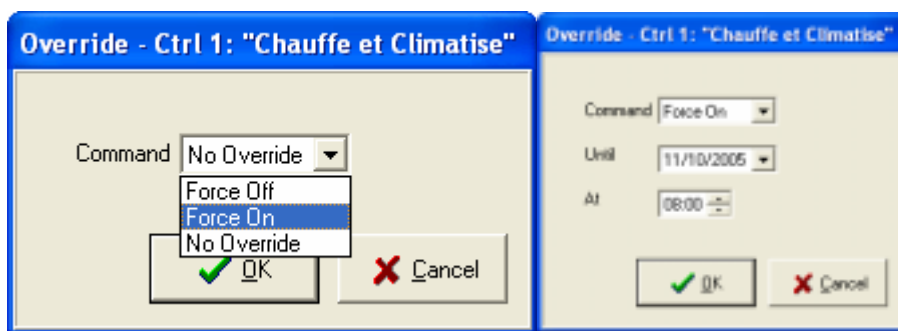 Override - Ctrl 1: "Chauffe et Climatise"
Command No Override
Force Off
Force On
No Override
OK
Cancel
Override - Ctrl 1: "Chauffe et Climatise"
Command Force On
Until 11/10/2005
At 08:00
OK
Cancel